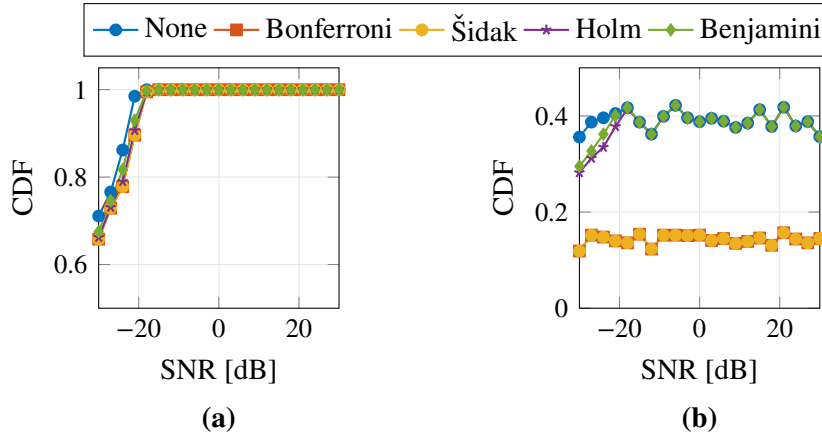 None Bonferroni Šidak Holm Benjamini
1
0.8
0.6
CDF
−20 0 20
SNR [dB]
(a)
0.4
0.2
0
CDF
−20 0 20
SNR [dB]
(b)